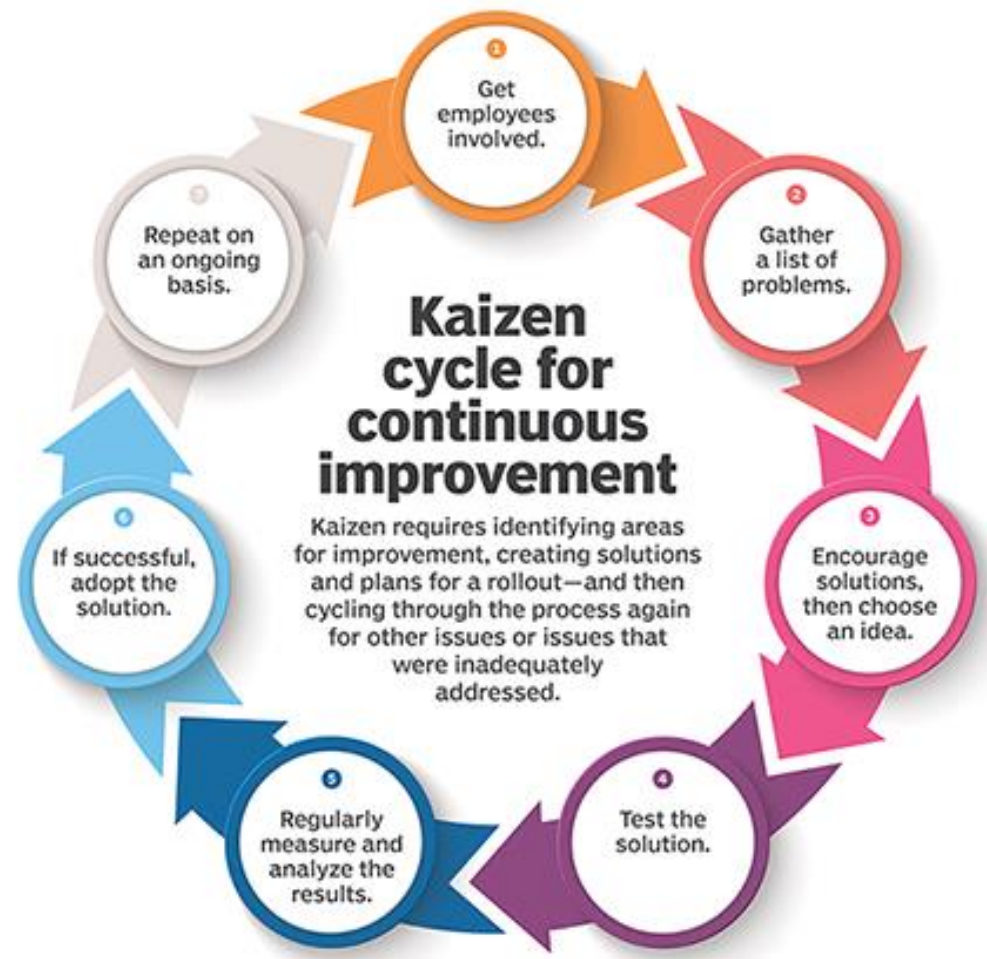 Kaizen
cycle for
continuous
improvement
Kaizen requires identifying areas
for improvement, creating solutions
and plans for a rollout—and then
cycling through the process again
for other issues or issues that
were inadequately
addressed.
1
Get
employees
involved.
2
Gather
a list of
problems.
3
Encourage
solutions,
then choose
an idea.
4
Test the
solution.
5
Regularly
measure and
analyze the
results.
6
If successful,
adopt the
solution.
7
Repeat on
an ongoing
basis.